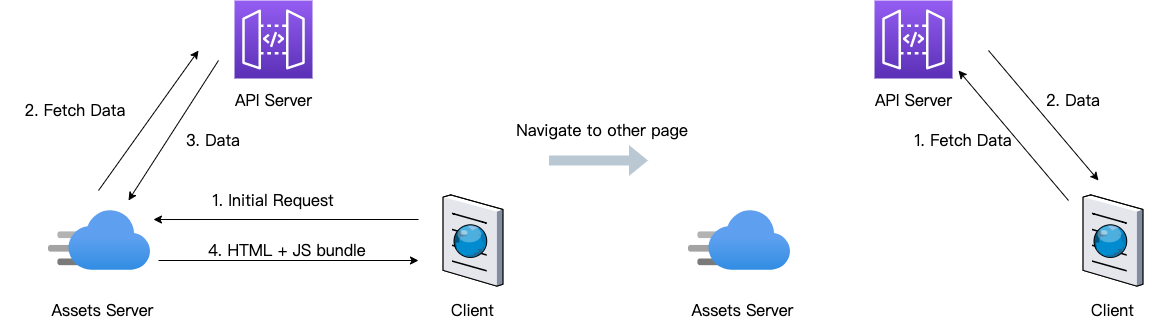 API Server
2. Fetch Data
3. Data
1. Initial Request
4. HTML + JS bundle
Assets Server
Client
Navigate to other page
API Server
2. Data
1. Fetch Data
Assets Server
Client